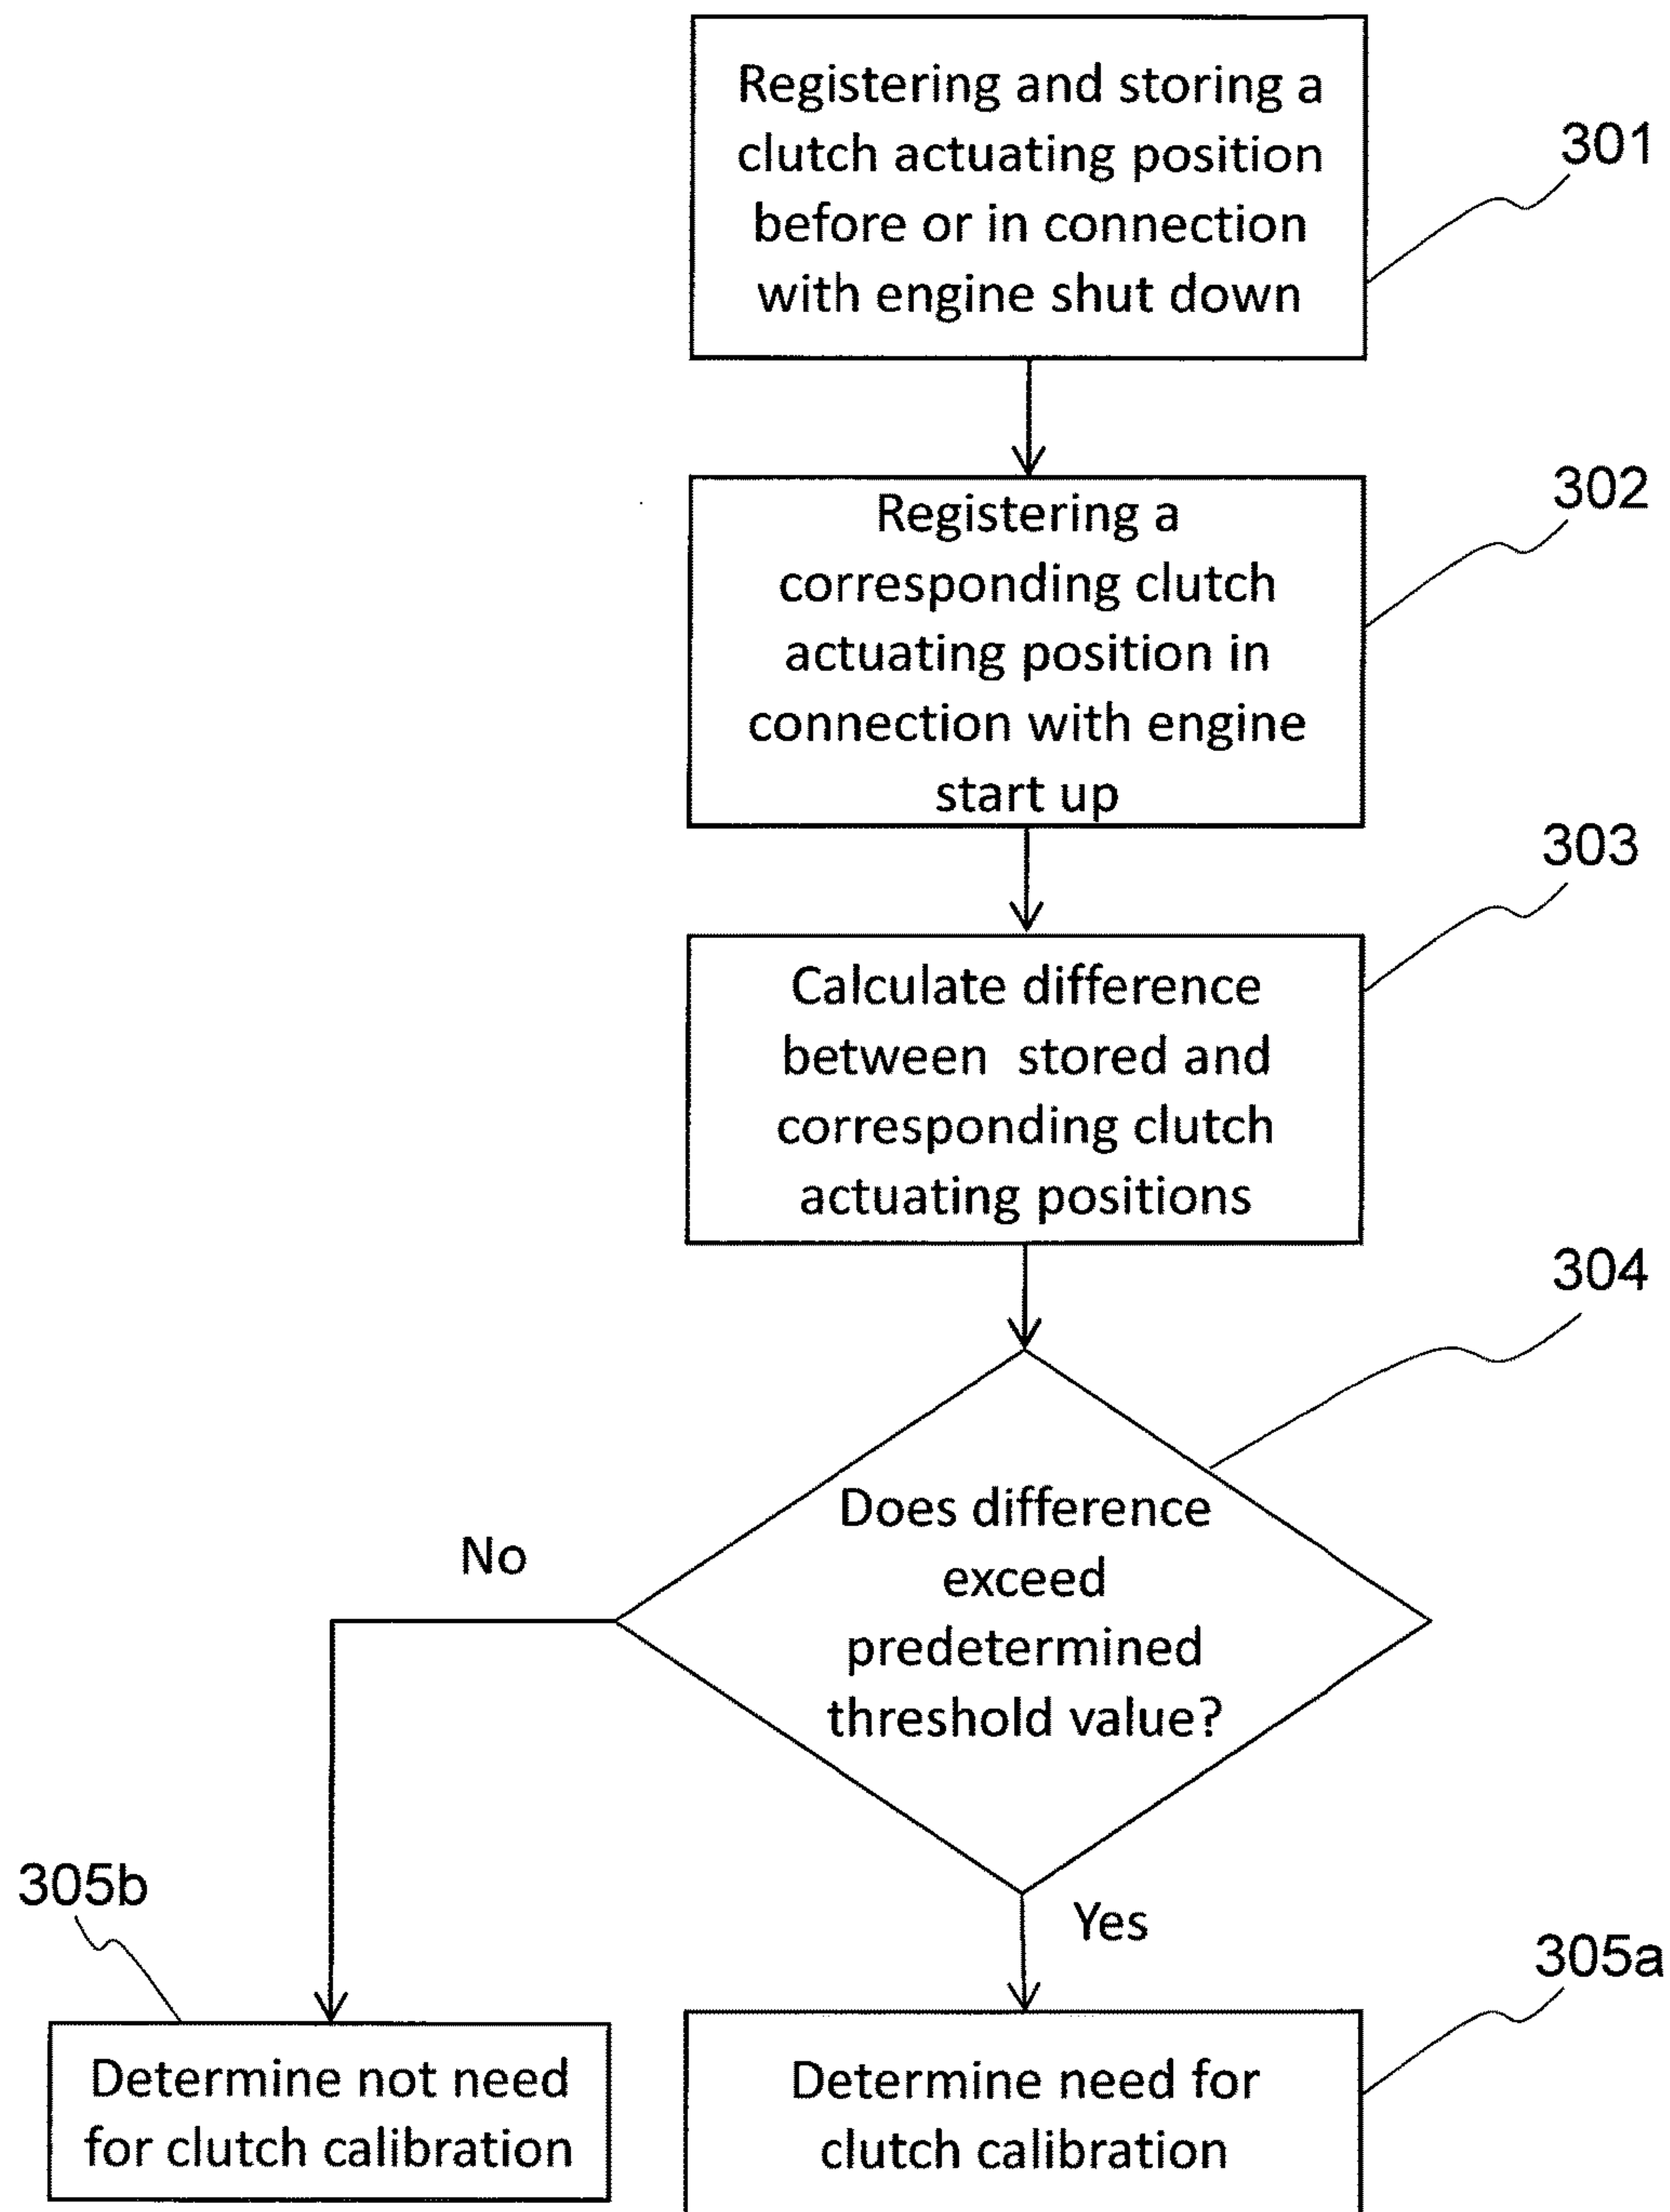 Registering and storing a
clutch actuating position
before or in connection
with engine shut down
301
Registering a
corresponding clutch
actuating position in
connection with engine
start up
302
Calculate difference
between stored and
corresponding clutch
actuating positions
303
Does difference
exceed
predetermined
threshold value?
304
No
Yes
305b
Determine not need
for clutch calibration
305a
Determine need for
clutch calibration